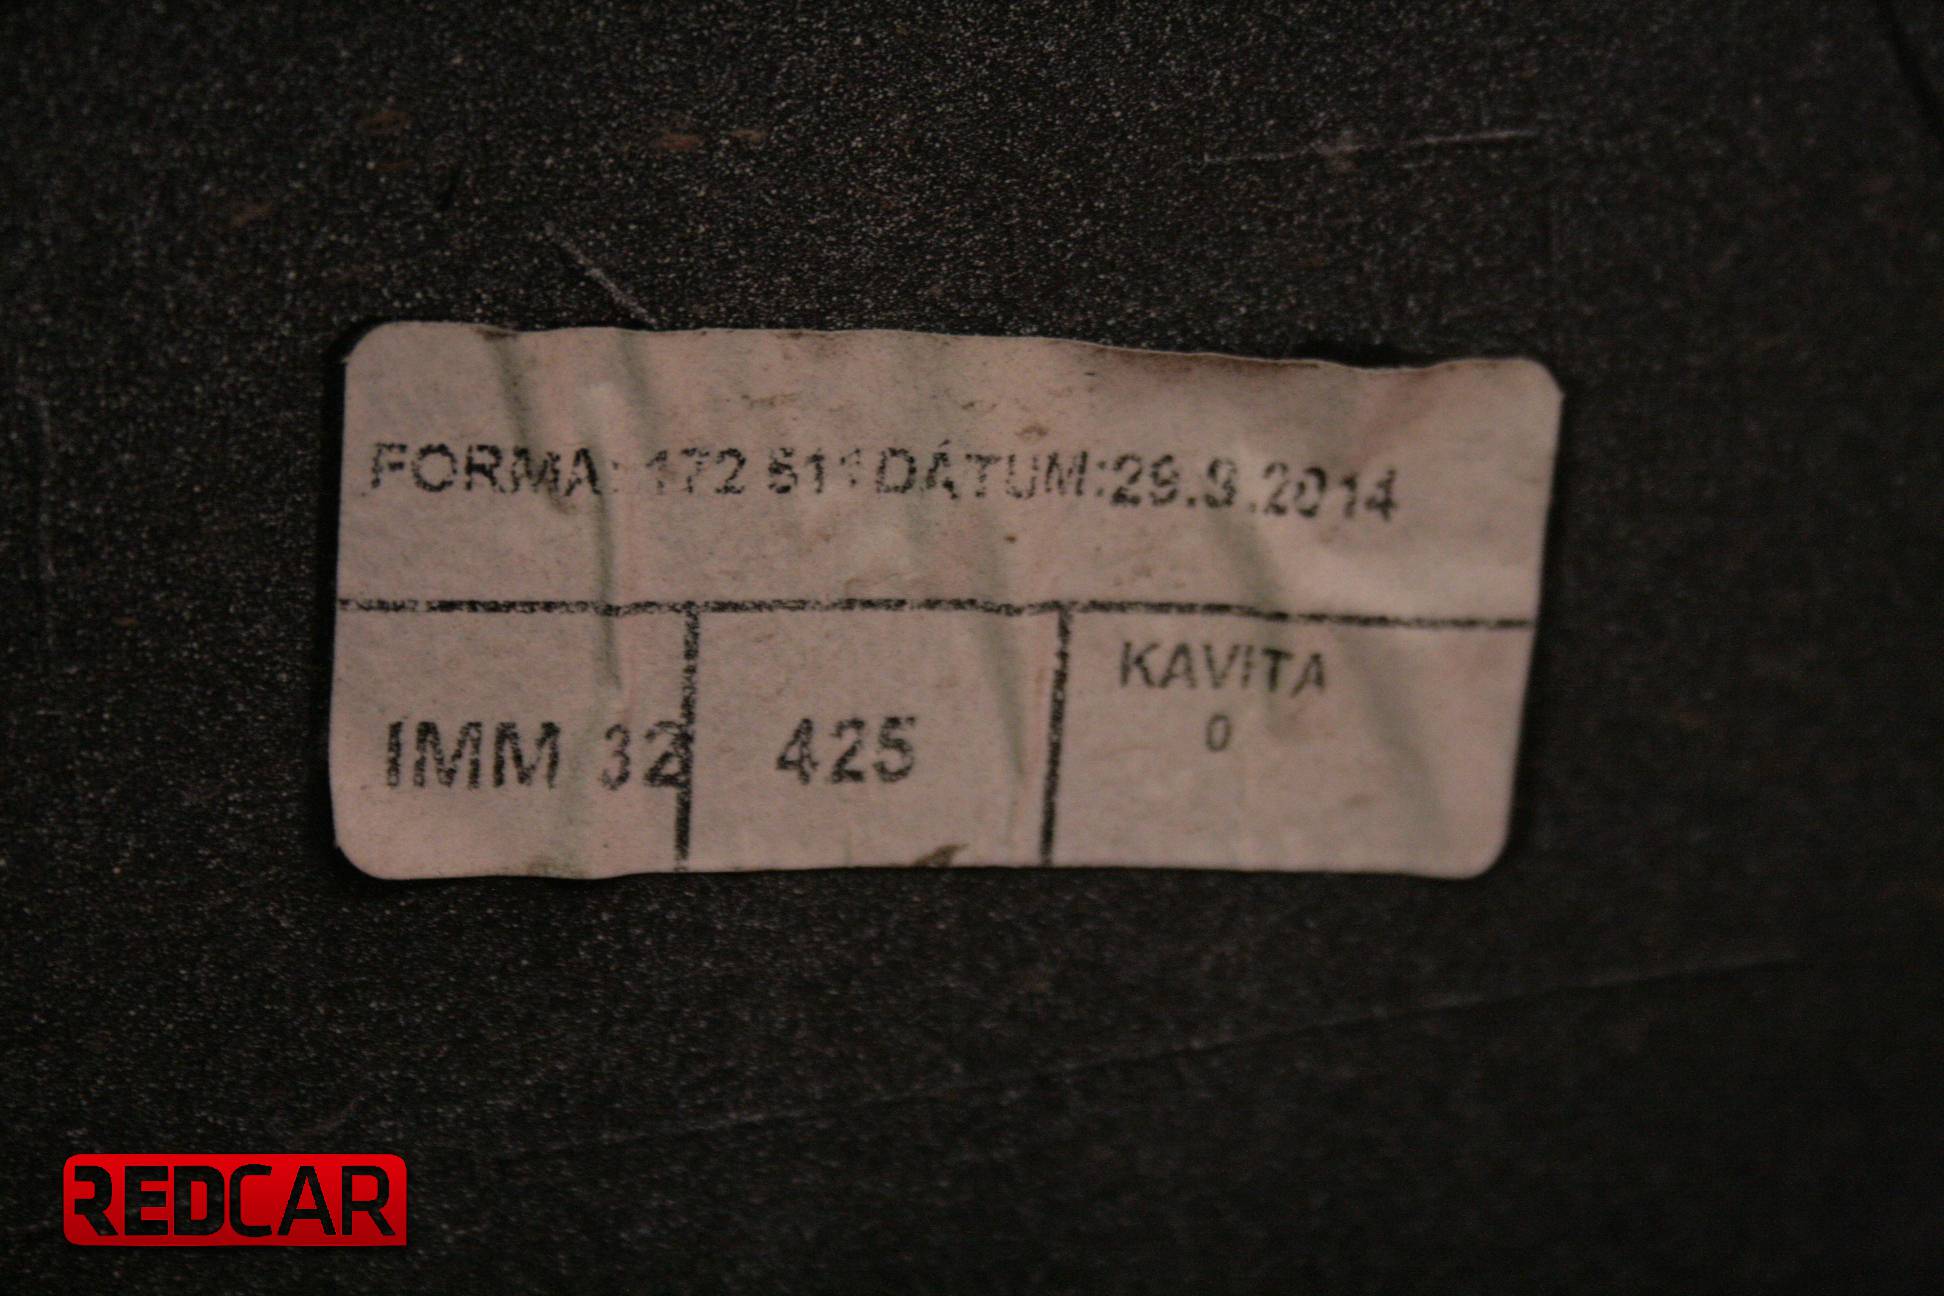 FORMA: 172 511 DÁTUM:29.9.2014
IMM 32
425
KAVITA
0
REDCAR